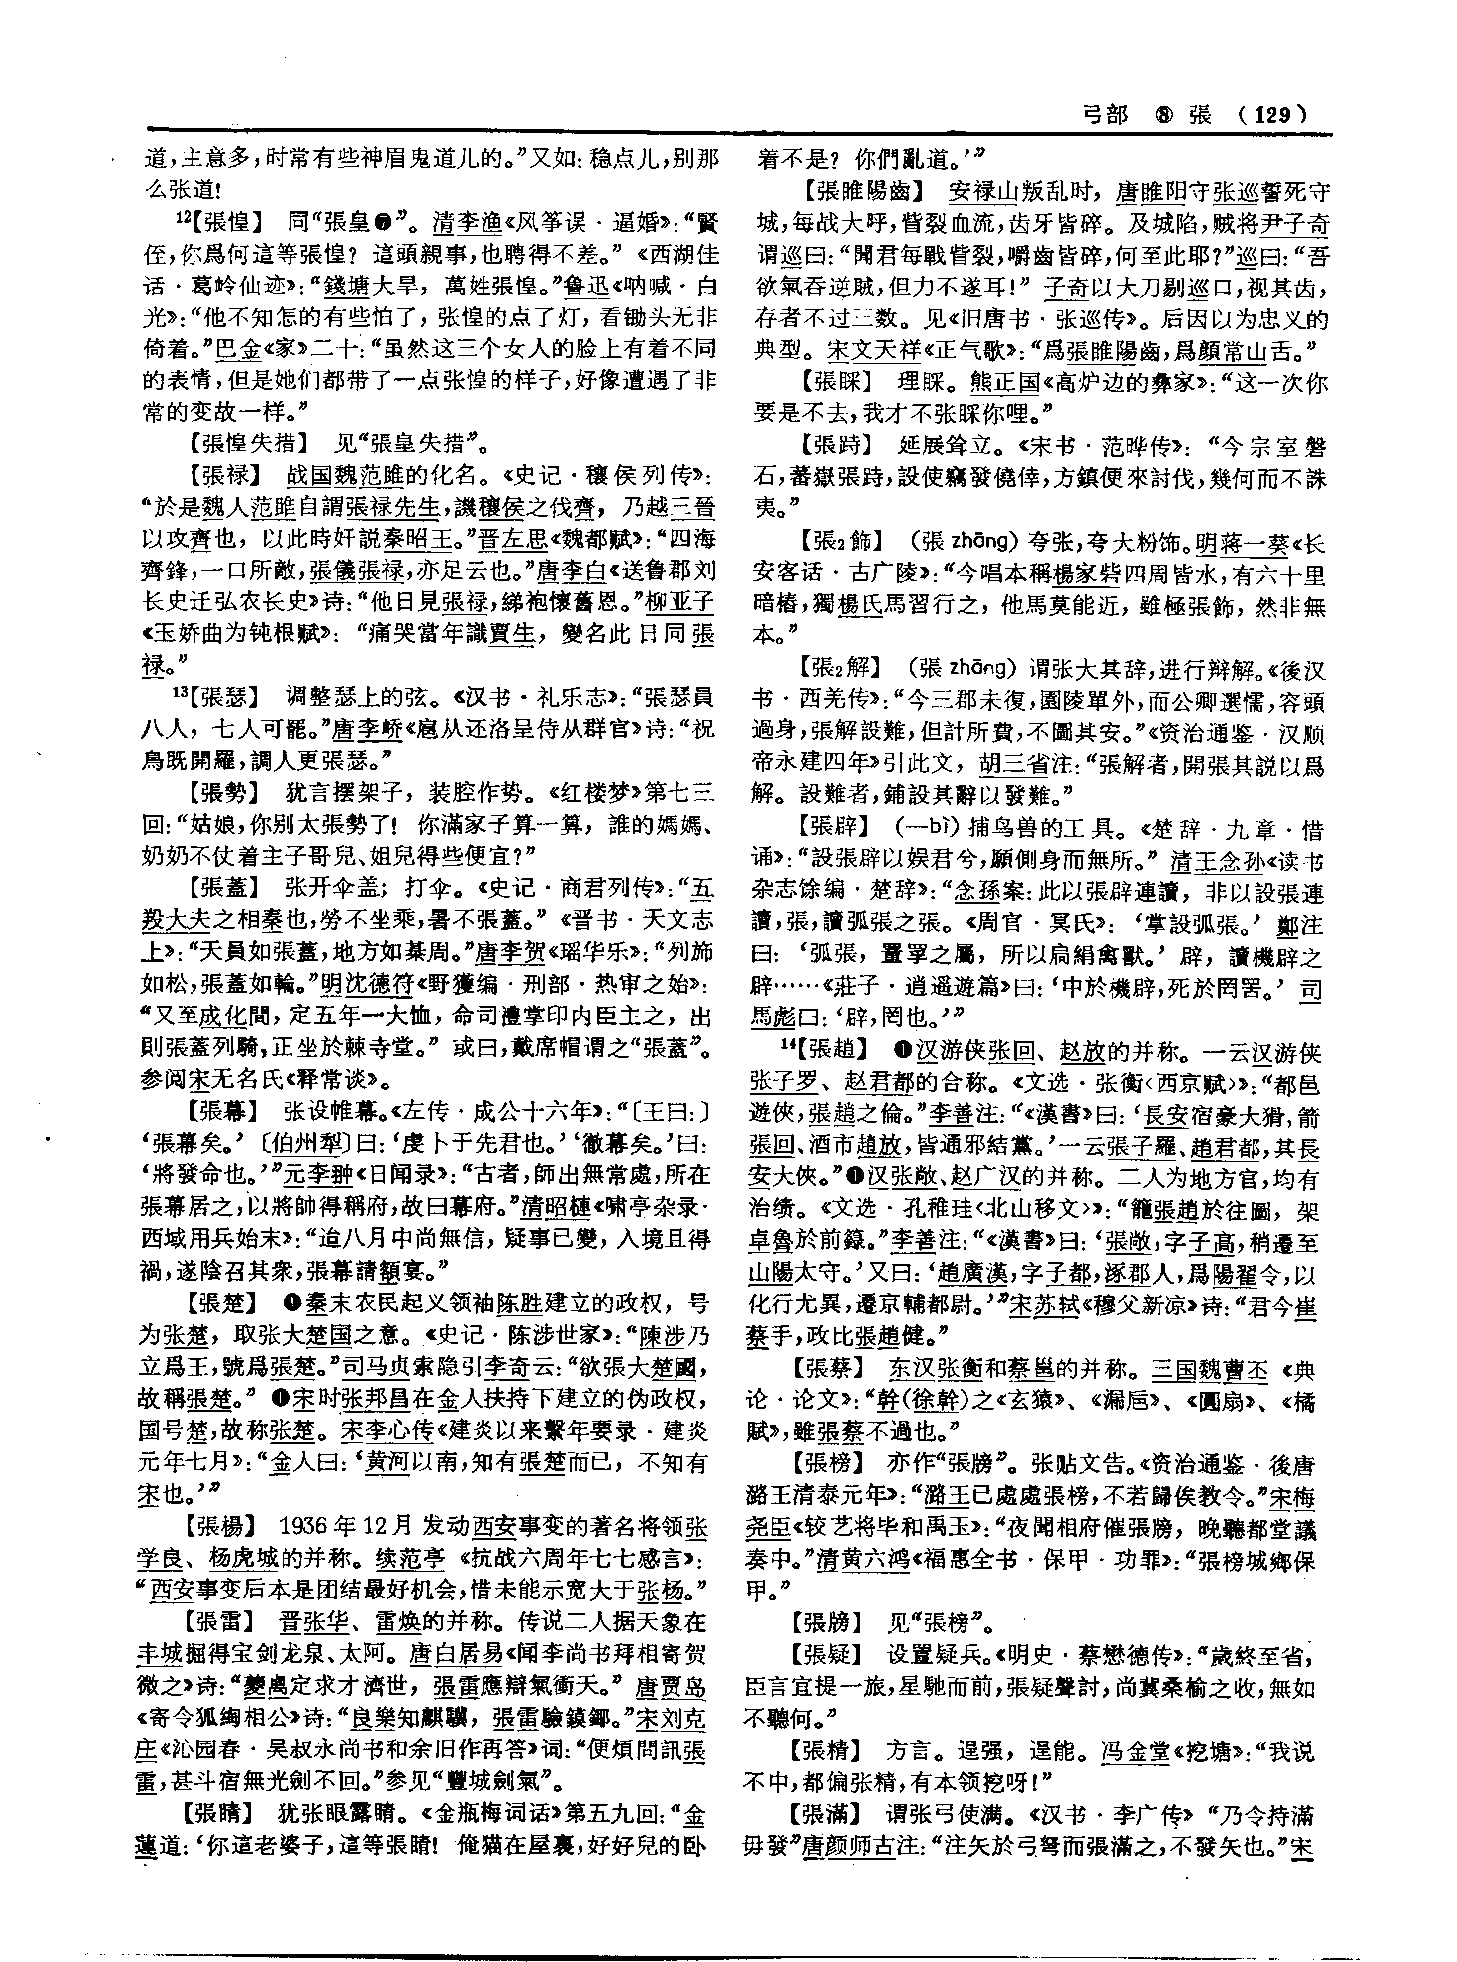 弓部 ⑧ 張 (129)
道,主意多,时常有些神眉鬼道儿的。”又如:稳点儿,别那
么张道!
12【張惶】 同“張皇❼”。清李渔《风筝误·逼婚》:“賢
侄,你爲何這等張惶? 這頭親事,也聘得不差。”《西湖佳
话·葛岭仙迹》:“錢塘大旱,萬姓張惶。”鲁迅《呐喊·白
光》:“他不知怎的有些怕了,张惶的点了灯,看锄头无非
倚着。”巴金《家》二十:“虽然这三个女人的脸上有着不同
的表情,但是她们都带了一点张惶的样子,好像遭遇了非
常的变故一样。”
【張惶失措】 见“張皇失措”。
【張禄】 战国魏范雎的化名。《史记·穰侯列传》:
“於是魏人范雎自謂張禄先生,譏穰侯之伐齊,乃越三晉
以攻齊也,以此時奸説秦昭王。”晋左思《魏都赋》:“四海
齊鋒,一口所敵,張儀張禄,亦足云也。”唐李白《送鲁郡刘
长史迁弘农长史》诗:“他日見張禄,綈袍懷舊恩。”柳亚子
《玉娇曲为钝根赋》:“痛哭當年識賈生,變名此日同張
禄。”
13【張瑟】 调整瑟上的弦。《汉书·礼乐志》:“張瑟員
八人,七人可罷。”唐李峤《扈从还洛呈侍从群官》诗:“祝
鳥既開羅,調人更張瑟。”
【張勢】 犹言摆架子,装腔作势。《红楼梦》第七三
回:“姑娘,你别太張勢了! 你滿家子算一算,誰的媽媽、
奶奶不仗着主子哥兒、姐兒得些便宜?”
【張蓋】 张开伞盖;打伞。《史记·商君列传》:“五
羖大夫之相秦也,勞不坐乘,暑不張蓋。”《晋书·天文志
上》:“天員如張蓋,地方如棊周。”唐李贺《瑶华乐》:“列旆
如松,張蓋如輪。”明沈德符《野獲编·刑部·热审之始》:
“又至成化間,定五年一大恤,命司禮掌印内臣主之,出
則張蓋列騎,正坐於棘寺堂。” 或曰,戴席帽谓之“張蓋”。
参阅宋无名氏《释常谈》。
【張幕】 张设帷幕。《左传·成公十六年》:“〔王曰:〕
‘張幕矣。’〔伯州犁〕曰:‘虔卜于先君也。’‘徹幕矣。’曰:
‘將發命也。’”元李翀《日闻录》:“古者,師出無常處,所在
張幕居之,以將帥得稱府,故曰幕府。”清昭槤《啸亭杂录·
西域用兵始末》:“迨八月中尚無信,疑事已變,入境且得
禍,遂陰召其衆,張幕請額宴。”
【張楚】 ❶秦末农民起义领袖陈胜建立的政权,号
为张楚,取张大楚国之意。《史记·陈涉世家》:“陳涉乃
立爲王,號爲張楚。”司马贞索隐引李奇云:“欲張大楚國,
故稱張楚。” ❷宋时张邦昌在金人扶持下建立的伪政权,
国号楚,故称张楚。宋李心传《建炎以来繫年要录·建炎
元年七月》:“金人曰:‘黄河以南,知有張楚而已,不知有
宋也。’”
【張楊】 1936年12月发动西安事变的著名将领张
学良、杨虎城的并称。续范亭《抗战六周年七七感言》:
“西安事变后本是团结最好机会,惜未能示宽大于张杨。”
【張雷】 晋张华、雷焕的并称。传说二人据天象在
丰城掘得宝剑龙泉、太阿。唐白居易《闻李尚书拜相寄贺
微之》诗:“夔卨定求才濟世,張雷應辯氣衝天。”唐贾岛
《寄令狐绹相公》诗:“良樂知騏驥,張雷驗鏌鋣。”宋刘克
庄《沁园春·吴叔永尚书和余旧作再答》词:“便煩問訊張
雷,甚斗宿無光劍不回。”参见“豐城劍氣”。
【張睛】 犹张眼露睛。《金瓶梅词话》第五九回:“金
蓮道:‘你這老婆子,這等張睛! 俺猫在屋裏,好好兒的卧
着不是? 你們亂道。’”
【張睢陽齒】 安禄山叛乱时,唐睢阳守张巡誓死守
城,每战大呼,眥裂血流,齿牙皆碎。及城陷,贼将尹子奇
谓巡曰:“聞君每戰眥裂,嚼齒皆碎,何至此耶?”巡曰:“吾
欲氣吞逆賊,但力不遂耳!” 子奇以大刀剔巡口,视其齿,
存者不过三数。见《旧唐书·张巡传》。后因以为忠义的
典型。宋文天祥《正气歌》:“爲張睢陽齒,爲顔常山舌。”
【張睬】 理睬。熊正国《高炉边的彝家》:“这一次你
要是不去,我才不张睬你哩。”
【張跱】 延展耸立。《宋书·范晔传》:“今宗室磐
石,蕃嶽張跱,設使竊發僥倖,方鎮便來討伐,幾何而不誅
夷。”
【張2飾】 (張 zhāng)夸张,夸大粉饰。明蒋一葵《长
安客话·古广陵》:“今唱本稱楊家砦四周皆水,有六十里
暗樁,獨楊氏馬習行之,他馬莫能近,雖極張飾,然非無
本。”
【張2解】 (張 zhāng)谓张大其辞,进行辩解。《後汉
书·西羌传》:“今三郡未復,園陵單外,而公卿選懦,容頭
過身,張解設難,但計所費,不圖其安。”《资治通鉴·汉顺
帝永建四年》引此文,胡三省注:“張解者,開張其説以爲
解。設難者,鋪設其辭以發難。”
【張辟】 (—bì)捕鸟兽的工具。《楚辞·九章·惜
诵》:“設張辟以娱君兮,願側身而無所。” 清王念孙《读书
杂志馀编·楚辞》:“念孫案:此以張辟連讀,非以設張連
讀,張,讀弧張之張。《周官·冥氏》:‘掌設弧張。’鄭注
曰:‘弧張,罿罦之屬,所以扃絹禽獸。’辟,讀機辟之
辟……《莊子·逍遥遊篇》曰:‘中於機辟,死於罔罟。’司
馬彪曰:‘辟,罔也。’”
14【張趙】 ❶汉游侠张回、赵放的并称。一云汉游侠
张子罗、赵君都的合称。《文选·张衡〈西京赋〉》:“都邑
遊俠,張趙之倫。”李善注:“《漢書》曰:‘長安宿豪大猾,箭
張回、酒市趙放,皆通邪結黨。’一云張子羅、趙君都,其長
安大俠。”❷汉张敞、赵广汉的并称。二人为地方官,均有
治绩。《文选·孔稚珪〈北山移文〉》:“籠張趙於往圖,架
卓魯於前籙。”李善注:“《漢書》曰:‘張敞,字子高,稍遷至
山陽太守。’又曰:‘趙廣漢,字子都,涿郡人,爲陽翟令,以
化行尤異,遷京輔都尉。’”宋苏轼《穆父新凉》诗:“君今崔
蔡手,政比張趙健。”
【張蔡】 东汉张衡和蔡邕的并称。三国魏曹丕《典
论·论文》:“幹(徐幹)之《玄猿》、《漏卮》、《圓扇》、《橘
賦》,雖張蔡不過也。”
【張榜】 亦作“張牓”。张贴文告。《资治通鉴·後唐
潞王清泰元年》:“潞王已處處張榜,不若歸俟教令。”宋梅
尧臣《较艺将毕和禹玉》:“夜聞相府催張牓,晚聽都堂議
奏中。”清黄六鸿《福惠全书·保甲·功罪》:“張榜城鄉保
甲。”
【張牓】 见“張榜”。
【張疑】 设置疑兵。《明史·蔡懋德传》:“歲終至省,
臣言宜提一旅,星馳而前,張疑聲討,尚冀桑榆之收,無如
不聽何。”
【張精】 方言。逞强,逞能。冯金堂《挖塘》:“我说
不中,都偏张精,有本领挖呀!”
【張滿】 谓张弓使满。《汉书·李广传》“乃令持滿
毋發”唐颜师古注:“注矢於弓弩而張滿之,不發矢也。”宋